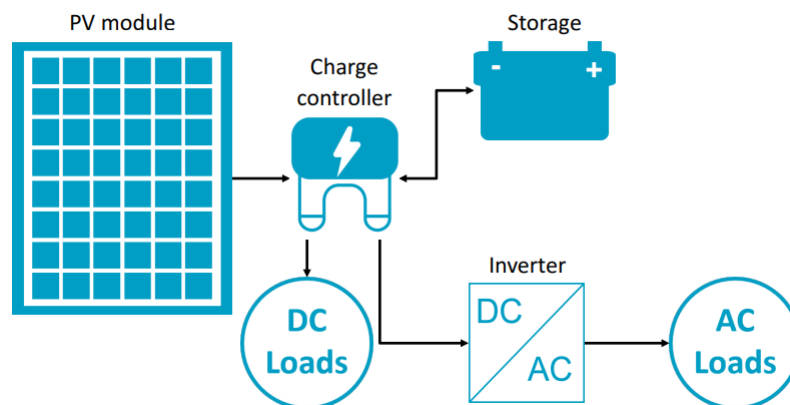 PV module
Storage
-
+
Charge
controller
DC
Loads
Inverter
DC
AC
AC
Loads